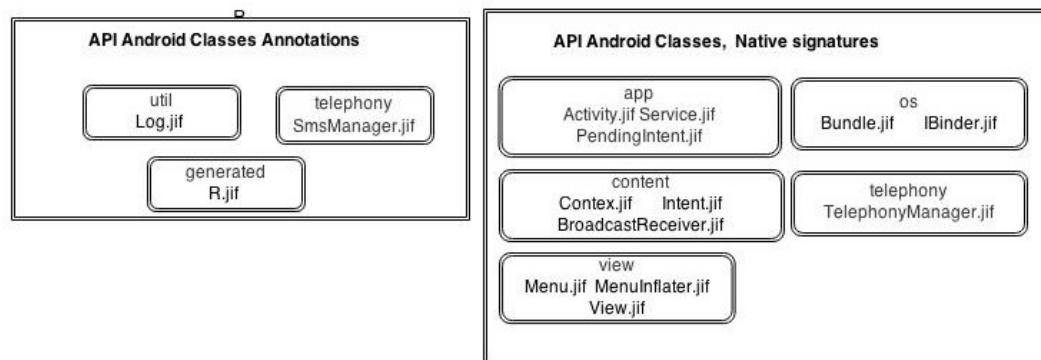 API Android Classes Annotations
util
Log.jif
telephony
SmsManager.jif
generated
R.jif
API Android Classes, Native signatures
app
Activity.jif Service.jif
PendingIntent.jif
os
Bundle.jif IBinder.jif
content
Contex.jif Intent.jif
BroadcastReceiver.jif
telephony
TelephonyManager.jif
view
Menu.jif MenuInflater.jif
View.jif